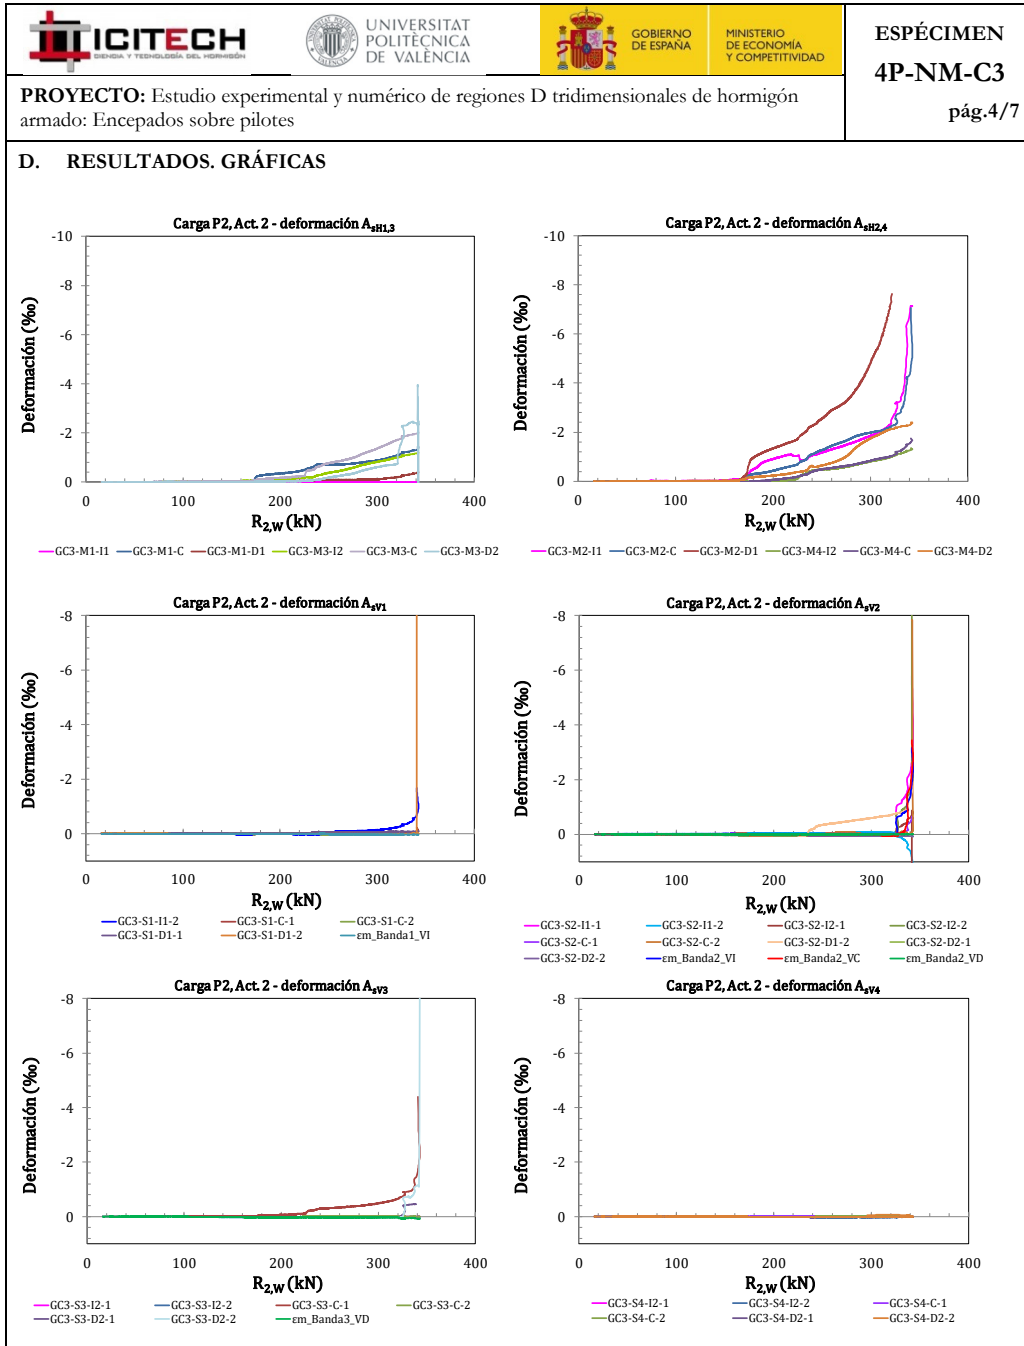 ICITECH
CIENCIA Y TECNOLOGÍA DEL HORMIGÓN
UNIVERSITAT
POLITÈCNICA
DE VALÈNCIA
GOBIERNO
DE ESPAÑA
MINISTERIO
DE ECONOMÍA
Y COMPETITIVIDAD
ESPÉCIMEN
4P-NM-C3
pág.4/7
PROYECTO: Estudio experimental y numérico de regiones D tridimensionales de hormigón
armado: Encepados sobre pilotes
D. RESULTADOS. GRÁFICAS
Carga P2, Act. 2 - deformación AsH1,3
Deformación (‰)
-10
-8
-6
-4
-2
0
0 100 200 300 400
R2,W (kN)
GC3-M1-I1 GC3-M1-C GC3-M1-D1 GC3-M3-I2 GC3-M3-C GC3-M3-D2
Carga P2, Act. 2 - deformación AsH2,4
Deformación (‰)
-10
-8
-6
-4
-2
0
0 100 200 300 400
R2,W (kN)
GC3-M2-I1 GC3-M2-C GC3-M2-D1 GC3-M4-I2 GC3-M4-C GC3-M4-D2
Carga P2, Act. 2 - deformación AsV1
Deformación (‰)
-8
-6
-4
-2
0
0 100 200 300 400
R2,W (kN)
GC3-S1-I1-2 GC3-S1-C-1 GC3-S1-C-2
GC3-S1-D1-1 GC3-S1-D1-2 εm_Banda1_VI
Carga P2, Act. 2 - deformación AsV2
Deformación (‰)
-8
-6
-4
-2
0
0 100 200 300 400
R2,W (kN)
GC3-S2-I1-1 GC3-S2-I1-2 GC3-S2-I2-1 GC3-S2-I2-2
GC3-S2-C-1 GC3-S2-C-2 GC3-S2-D1-2 GC3-S2-D2-1
GC3-S2-D2-2 εm_Banda2_VI εm_Banda2_VC εm_Banda2_VD
Carga P2, Act. 2 - deformación AsV3
Deformación (‰)
-8
-6
-4
-2
0
0 100 200 300 400
R2,W (kN)
GC3-S3-I2-1 GC3-S3-I2-2 GC3-S3-C-1 GC3-S3-C-2
GC3-S3-D2-1 GC3-S3-D2-2 εm_Banda3_VD
Carga P2, Act. 2 - deformación AsV4
Deformación (‰)
-8
-6
-4
-2
0
0 100 200 300 400
R2,W (kN)
GC3-S4-I2-1 GC3-S4-I2-2 GC3-S4-C-1
GC3-S4-C-2 GC3-S4-D2-1 GC3-S4-D2-2